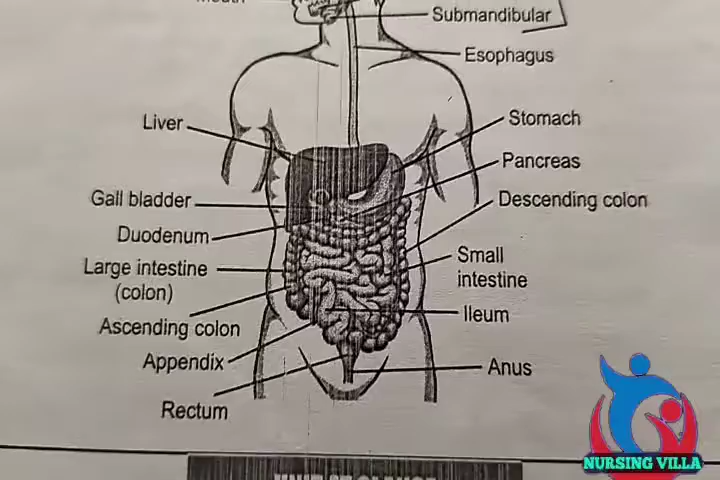 Submandibular
Esophagus
Liver
Stomach
Pancreas
Gall bladder
Descending colon
Duodenum
Small
intestine
Large intestine
(colon)
Ileum
Ascending colon
Appendix
Anus
Rectum
NURSING VILLA